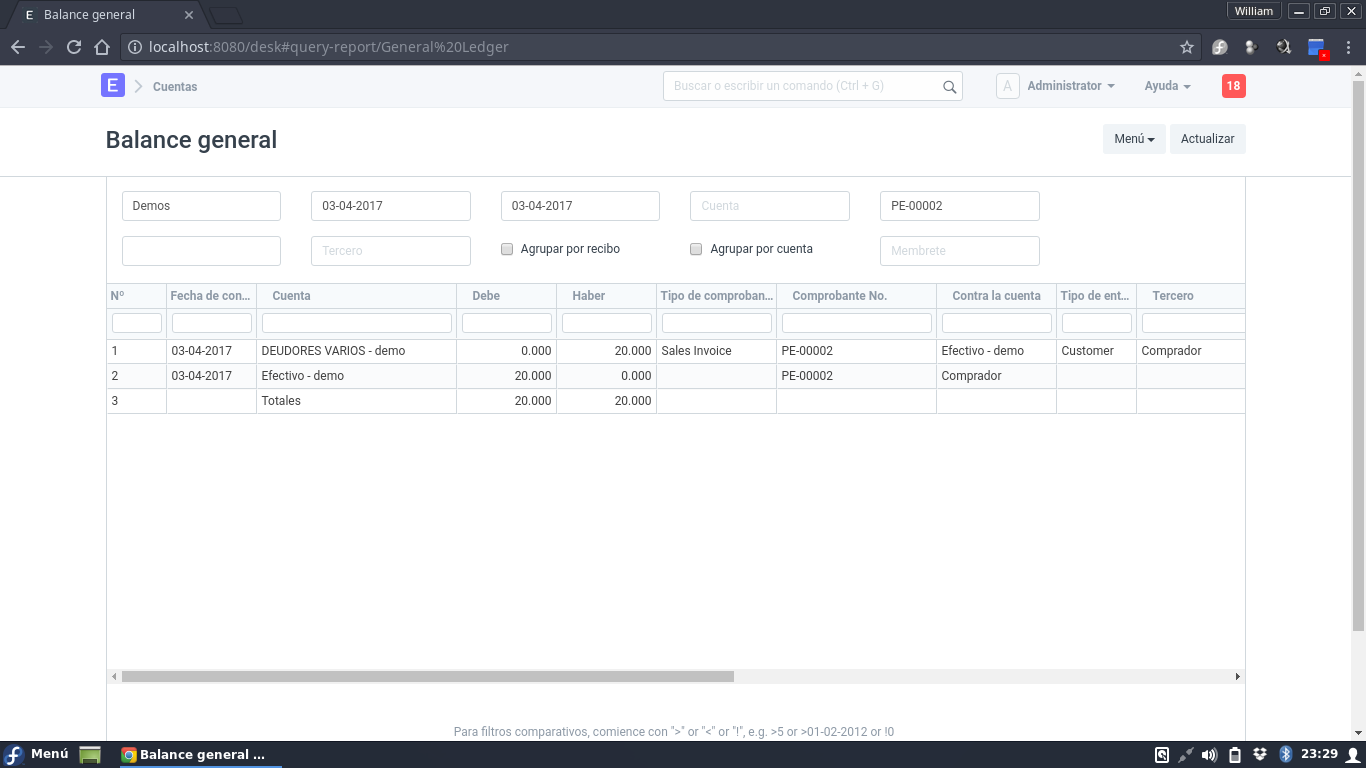 William
E Balance general
localhost:8080/desk#query-report/General%20Ledger
E Cuentas Buscar o escribir un comando (Ctrl + G) A Administrator Ayuda 18
Balance general Menú Actualizar
Demos 03-04-2017 03-04-2017 Cuenta PE-00002
Tercero Agrupar por recibo Agrupar por cuenta Membrete
Nº Fecha de con... Cuenta Debe Haber Tipo de comproban... Comprobante No. Contra la cuenta Tipo de ent... Tercero
1 03-04-2017 DEUDORES VARIOS - demo 0.000 20.000 Sales Invoice PE-00002 Efectivo - demo Customer Comprador
2 03-04-2017 Efectivo - demo 20.000 0.000 PE-00002 Comprador
3 Totales 20.000 20.000
Para filtros comparativos, comience con ">" or "<" or "!", e.g. >5 or >01-02-2012 or !0
Menú Balance general ... 23:29